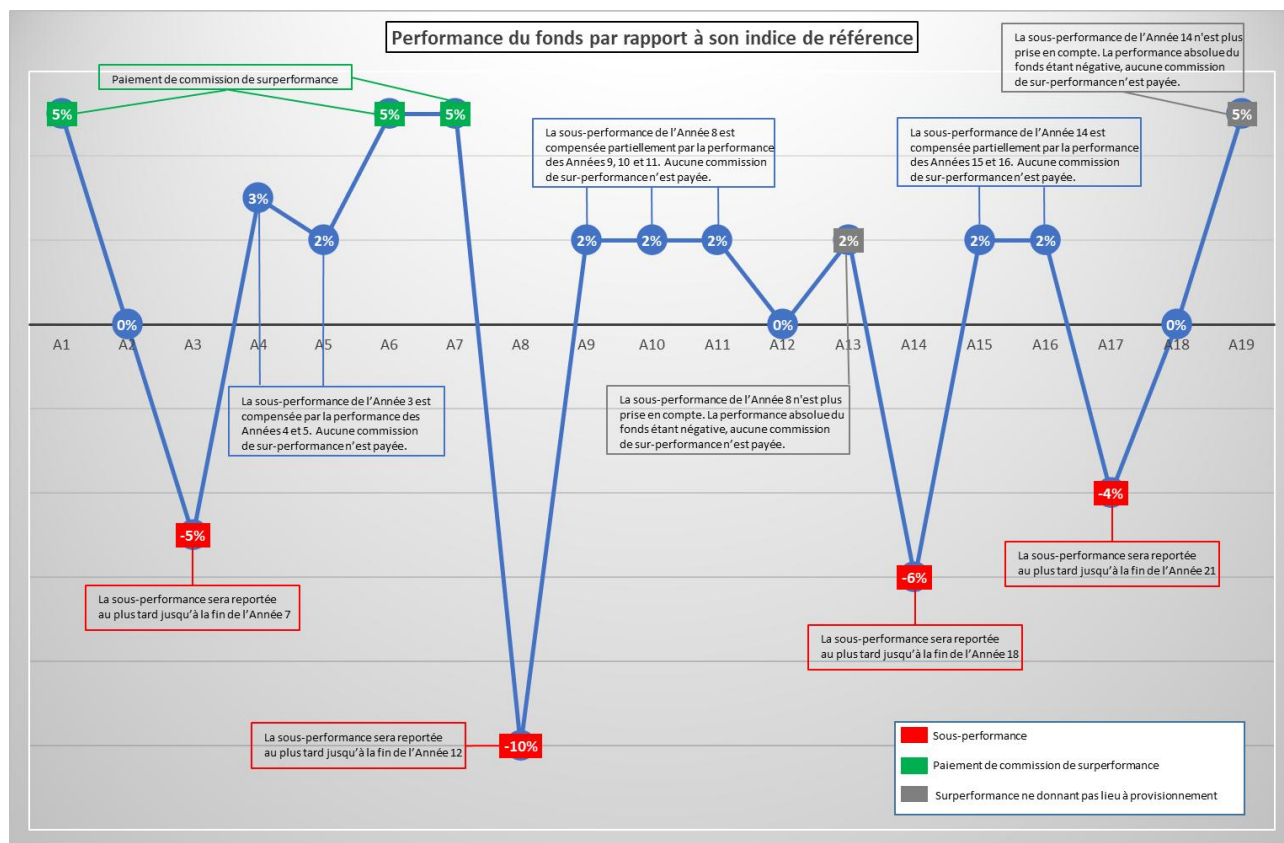 Performance du fonds par rapport à son indice de référence
La sous-performance de l'Année 14 n'est plus
prise en compte. La performance absolue du
fonds étant négative, aucune commission
de sur-performance n'est payée.
Paiement de commission de surperformance
5%
5%
5%
5%
La sous-performance de l'Année 8 est
compensée partiellement par la performance
des Années 9, 10 et 11. Aucune commission
de sur-performance n'est payée.
La sous-performance de l'Année 14 est
compensée partiellement par la performance
des Années 15 et 16. Aucune commission
de sur-performance n'est payée.
3%
2%
2%
2%
2%
2%
2%
2%
0%
0%
0%
A1
A2
A3
A4
A5
A6
A7
A8
A9
A10
A11
A12
A13
A14
A15
A16
A17
A18
A19
La sous-performance de l'Année 3 est
compensée par la performance des
Années 4 et 5. Aucune commission
de sur-performance n'est payée.
La sous-performance de l'Année 8 n'est plus
prise en compte. La performance absolue du
fonds étant négative, aucune commission
de sur-performance n'est payée.
-4%
-5%
La sous-performance sera reportée
au plus tard jusqu'à la fin de l'Année 21
-6%
La sous-performance sera reportée
au plus tard jusqu'à la fin de l'Année 7
La sous-performance sera reportée
au plus tard jusqu'à la fin de l'Année 18
La sous-performance sera reportée
au plus tard jusqu'à la fin de l'Année 12
-10%
Sous-performance
Paiement de commission de surperformance
Surperformance ne donnant pas lieu à provisionnement